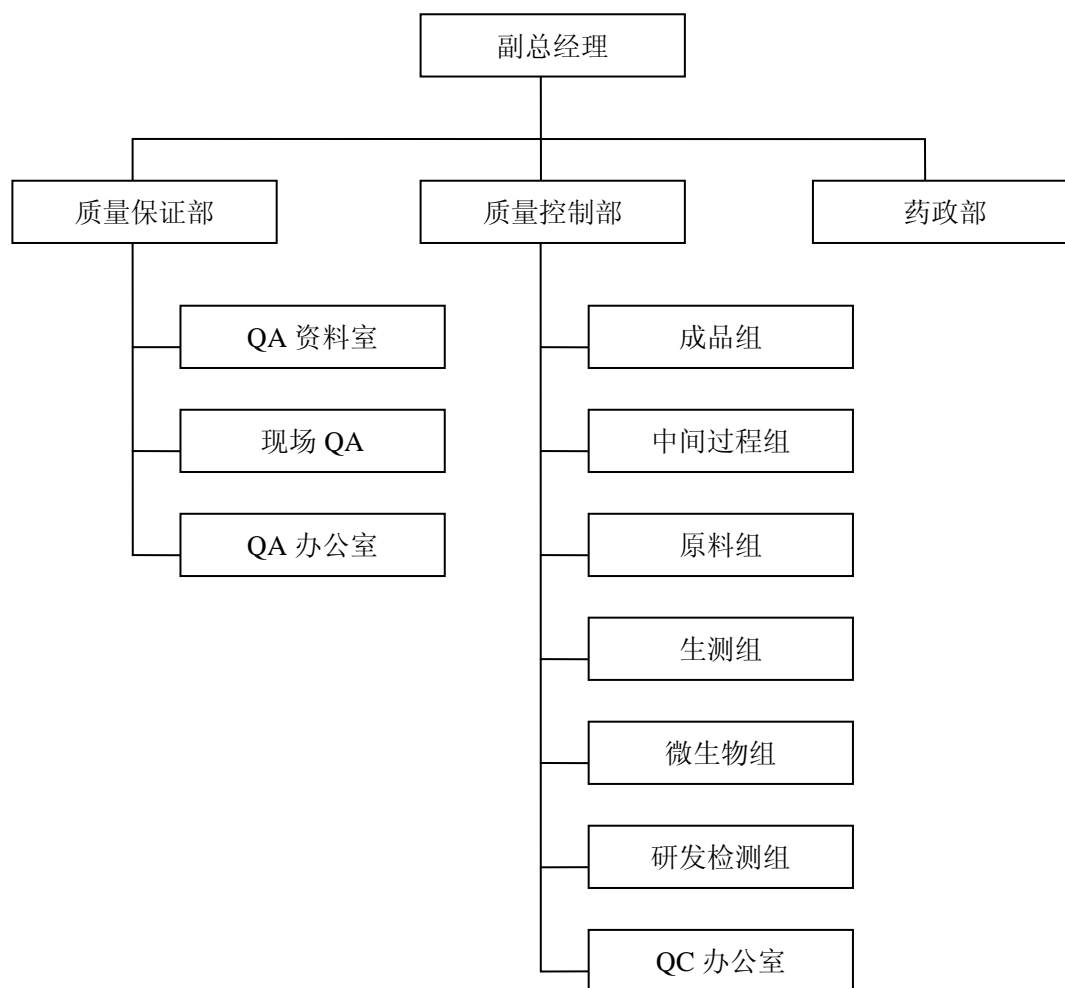 副总经理
质量保证部
质量控制部
药政部
QA 资料室
现场 QA
QA 办公室
成品组
中间过程组
原料组
生测组
微生物组
研发检测组
QC 办公室